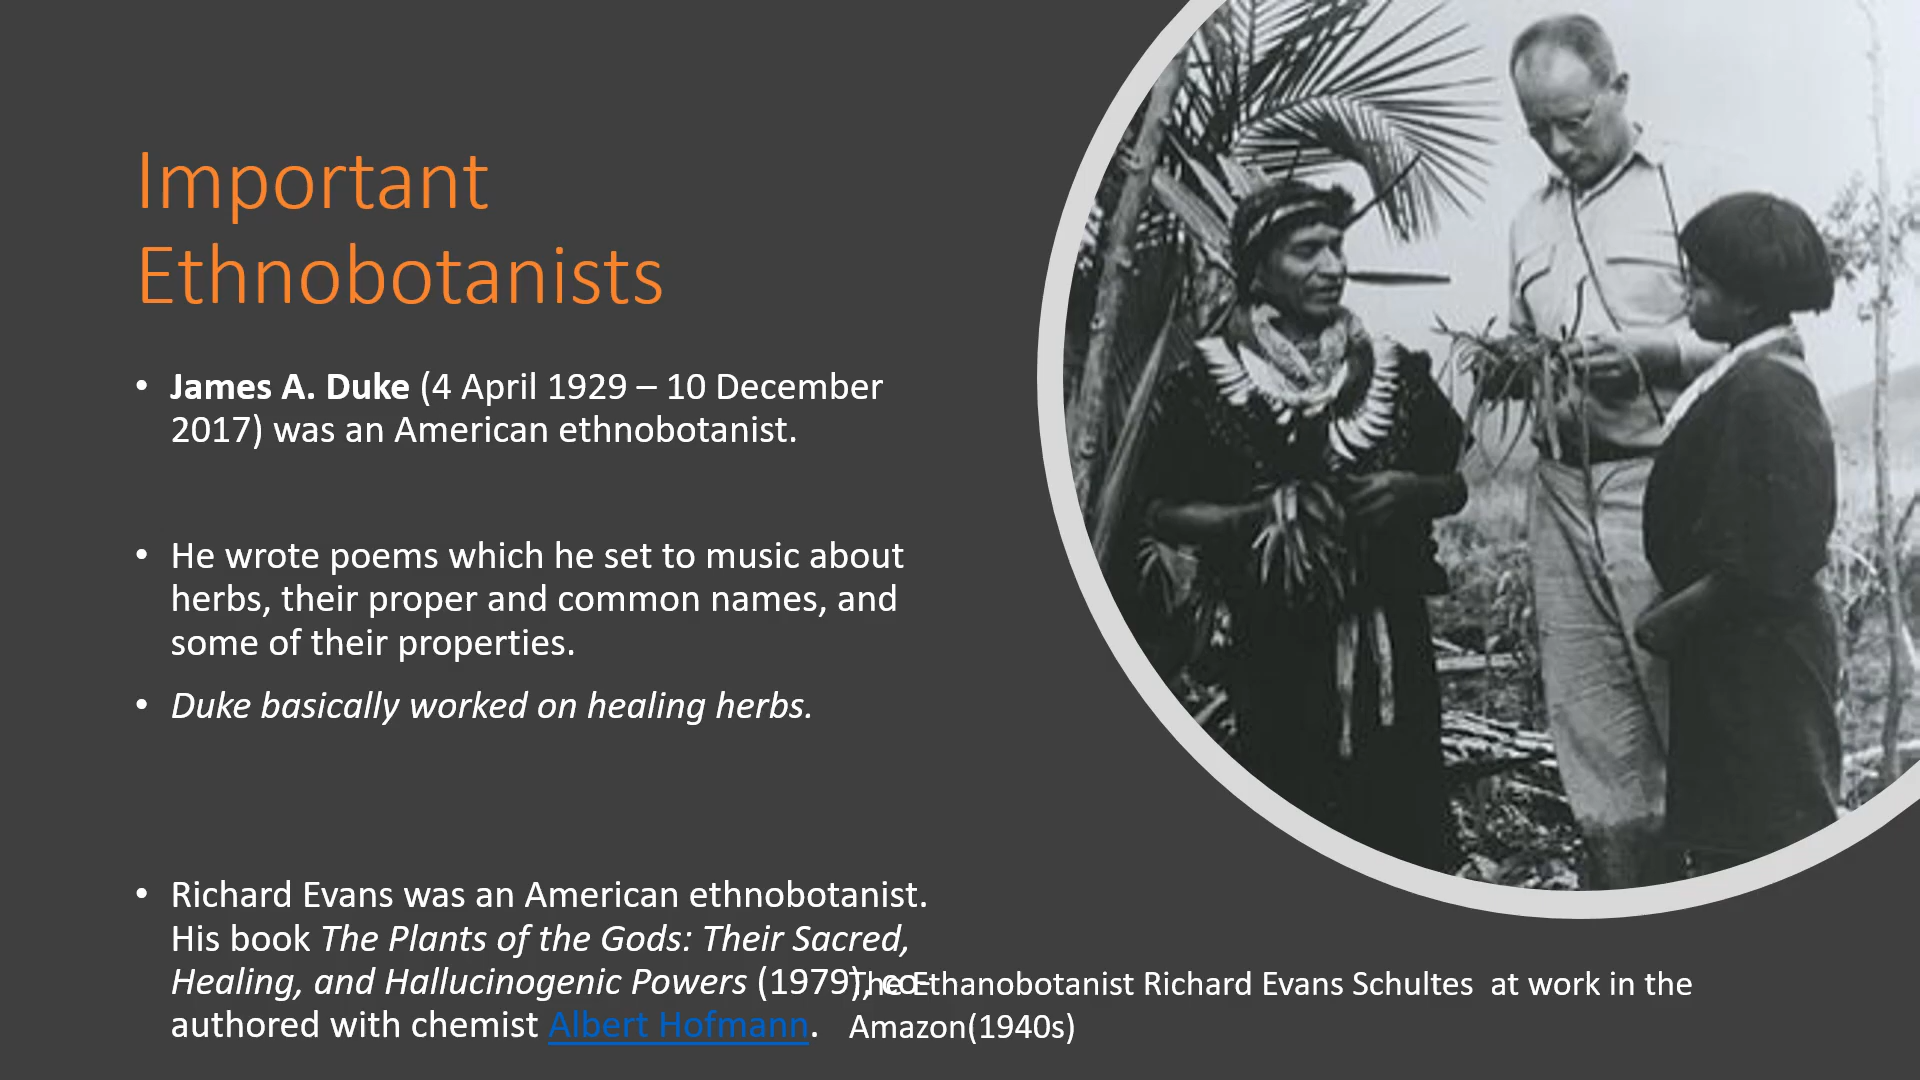 Important
Ethnobotanists
• James A. Duke (4 April 1929 – 10 December
2017) was an American ethnobotanist.
• He wrote poems which he set to music about
herbs, their proper and common names, and
some of their properties.
• Duke basically worked on healing herbs.
• Richard Evans was an American ethnobotanist.
His book The Plants of the Gods: Their Sacred,
Healing, and Hallucinogenic Powers (1979), co-
authored with chemist Albert Hofmann.
The Ethanobotanist Richard Evans Schultes at work in the
Amazon(1940s)